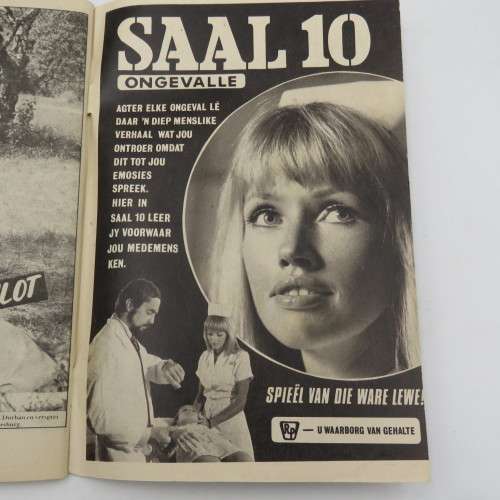 SAAL 10
ONGEVALLE
AGTER ELKE ONGEVAL LÊ
DAAR 'N DIEP MENSLIKE
VERHAAL WAT JOU
ONTROER OMDAT
DIT TOT JOU
EMOSIES
SPREEK.
HIER IN
SAAL 10 LEER
JY VOORWAAR
JOU MEDEMENS
KEN.
LOT
SPIEËL VAN DIE WARE LEWE!
— U WAARBORG VAN GEHALTE
Durban en